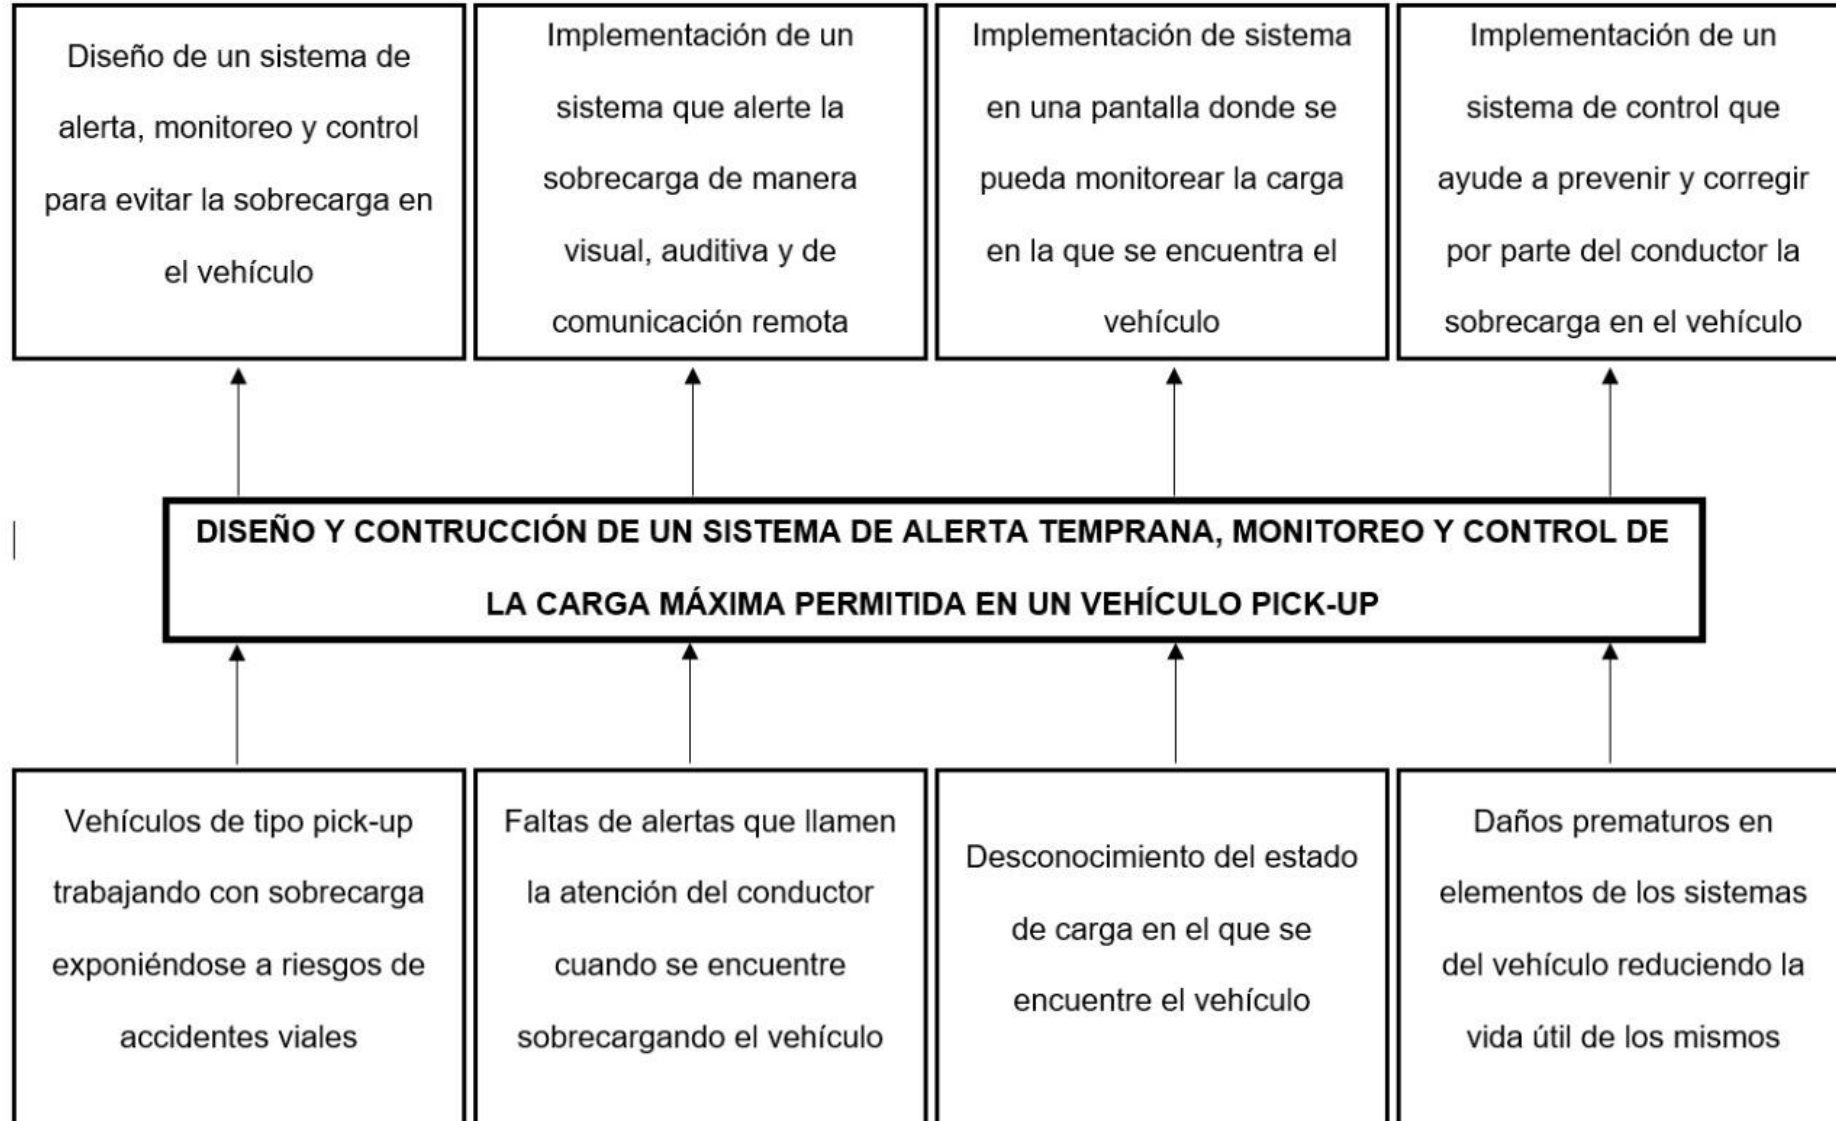 Diseño de un sistema de
alerta, monitoreo y control
para evitar la sobrecarga en
el vehículo
Implementación de un
sistema que alerte la
sobrecarga de manera
visual, auditiva y de
comunicación remota
Implementación de sistema
en una pantalla donde se
pueda monitorear la carga
en la que se encuentra el
vehículo
Implementación de un
sistema de control que
ayude a prevenir y corregir
por parte del conductor la
sobrecarga en el vehículo
DISEÑO Y CONTRUCCIÓN DE UN SISTEMA DE ALERTA TEMPRANA, MONITOREO Y CONTROL DE
LA CARGA MÁXIMA PERMITIDA EN UN VEHÍCULO PICK-UP
Vehículos de tipo pick-up
trabajando con sobrecarga
exponiéndose a riesgos de
accidentes viales
Faltas de alertas que llamen
la atención del conductor
cuando se encuentre
sobrecargando el vehículo
Desconocimiento del estado
de carga en el que se
encuentre el vehículo
Daños prematuros en
elementos de los sistemas
del vehículo reduciendo la
vida útil de los mismos